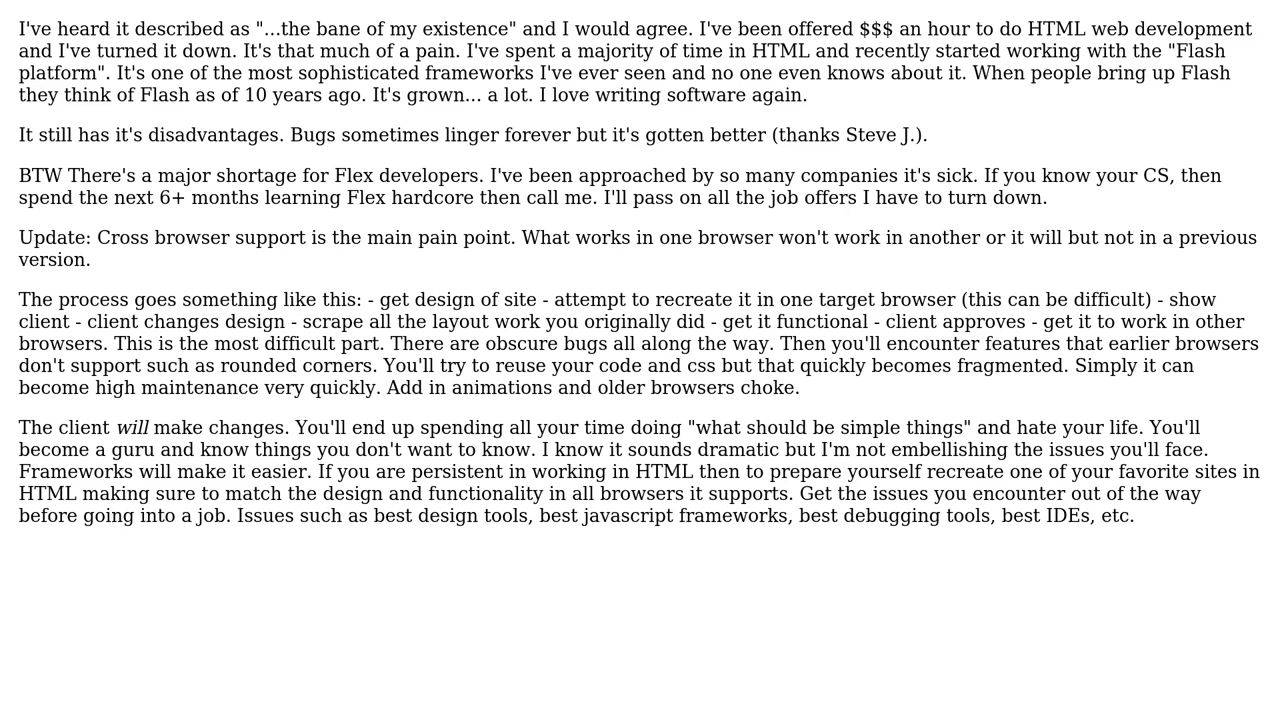 I've heard it described as "...the bane of my existence" and I would agree. I've been offered $$$ an hour to do HTML web development
and I've turned it down. It's that much of a pain. I've spent a majority of time in HTML and recently started working with the "Flash
platform". It's one of the most sophisticated frameworks I've ever seen and no one even knows about it. When people bring up Flash
they think of Flash as of 10 years ago. It's grown... a lot. I love writing software again.
It still has it's disadvantages. Bugs sometimes linger forever but it's gotten better (thanks Steve J.).
BTW There's a major shortage for Flex developers. I've been approached by so many companies it's sick. If you know your CS, then
spend the next 6+ months learning Flex hardcore then call me. I'll pass on all the job offers I have to turn down.
Update: Cross browser support is the main pain point. What works in one browser won't work in another or it will but not in a previous
version.
The process goes something like this: - get design of site - attempt to recreate it in one target browser (this can be difficult) - show
client - client changes design - scrape all the layout work you originally did - get it functional - client approves - get it to work in other
browsers. This is the most difficult part. There are obscure bugs all along the way. Then you'll encounter features that earlier browsers
don't support such as rounded corners. You'll try to reuse your code and css but that quickly becomes fragmented. Simply it can
become high maintenance very quickly. Add in animations and older browsers choke.
The client will make changes. You'll end up spending all your time doing "what should be simple things" and hate your life. You'll
become a guru and know things you don't want to know. I know it sounds dramatic but I'm not embellishing the issues you'll face.
Frameworks will make it easier. If you are persistent in working in HTML then to prepare yourself recreate one of your favorite sites in
HTML making sure to match the design and functionality in all browsers it supports. Get the issues you encounter out of the way
before going into a job. Issues such as best design tools, best javascript frameworks, best debugging tools, best IDEs, etc.